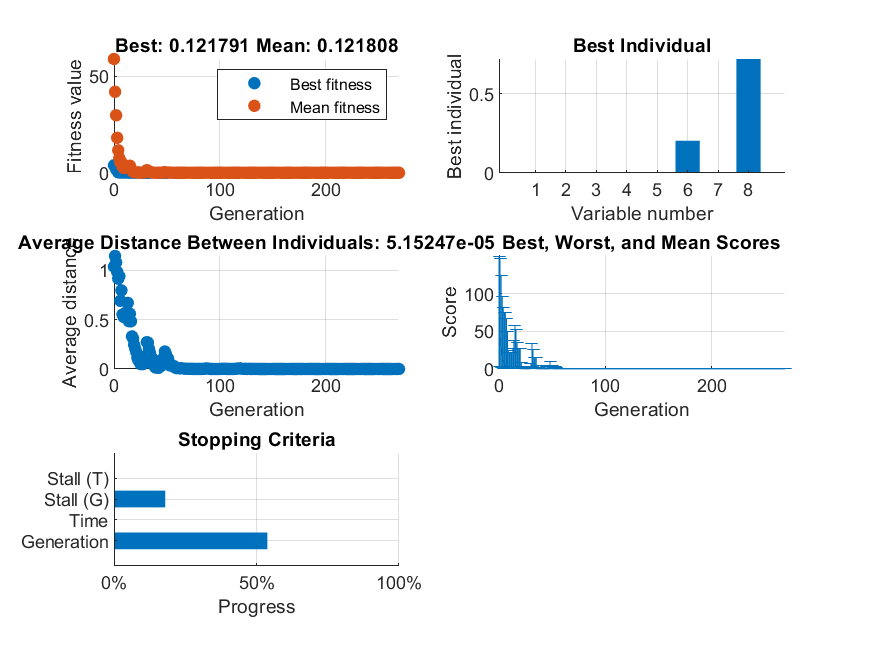 Best: 0.121791 Mean: 0.121808
Fitness value
50
0
Best fitness
Mean fitness
0 100 200
Generation
Best Individual
Best individual
0.5
0
1 2 3 4 5 6 7 8
Variable number
Average Distance Between Individuals: 5.15247e-05
Average distance
1
0.5
0
0 100 200
Generation
Best, Worst, and Mean Scores
Score
100
50
0
0 100 200
Generation
Stopping Criteria
Stall (T)
Stall (G)
Time
Generation
0% 50% 100%
Progress